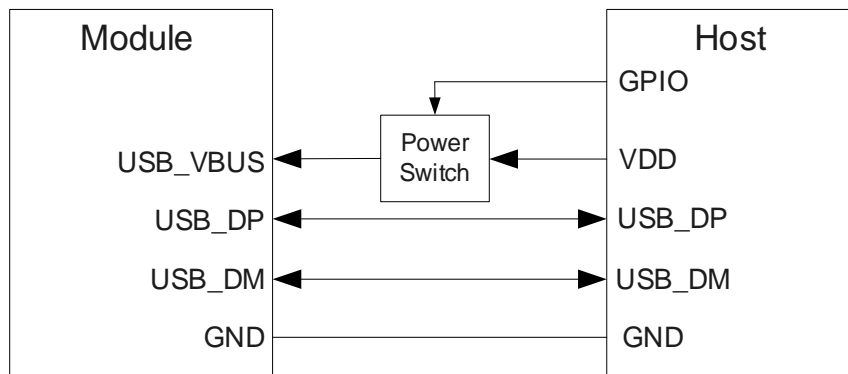 Module
Host
GPIO
Power
Switch
USB_VBUS
VDD
USB_DP
USB_DP
USB_DM
USB_DM
GND
GND